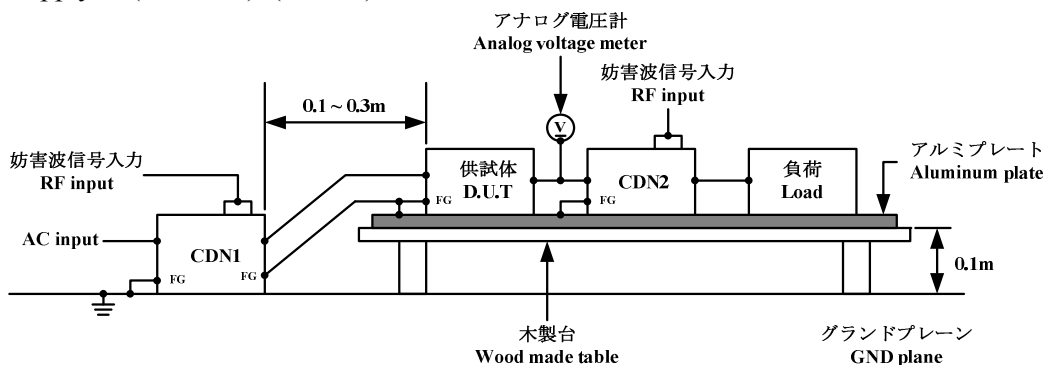 アナログ電圧計
Analog voltage meter
妨害波信号入力
RF input
0.1 ~ 0.3m
V
妨害波信号入力
RF input
供試体
D.U.T
FG
CDN2
FG
負荷
Load
アルミプレート
Aluminum plate
AC input
CDN1
FG
FG
0.1m
木製台
Wood made table
グランドプレーン
GND plane